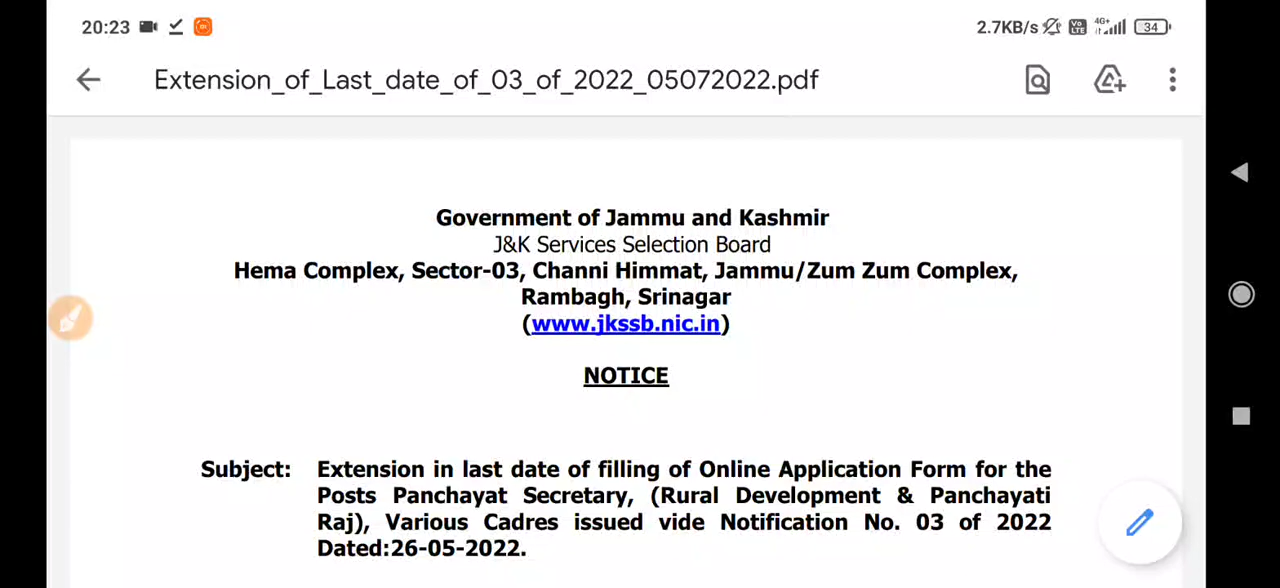 20:23
2.7KB/s Vo LTE 4G+ 34
Extension_of_Last_date_of_03_of_2022_05072022.pdf
Government of Jammu and Kashmir
J&K Services Selection Board
Hema Complex, Sector-03, Channi Himmat, Jammu/Zum Zum Complex,
Rambagh, Srinagar
(www.jkssb.nic.in)
NOTICE
Subject: Extension in last date of filling of Online Application Form for the
Posts Panchayat Secretary, (Rural Development & Panchayati
Raj), Various Cadres issued vide Notification No. 03 of 2022
Dated:26-05-2022.